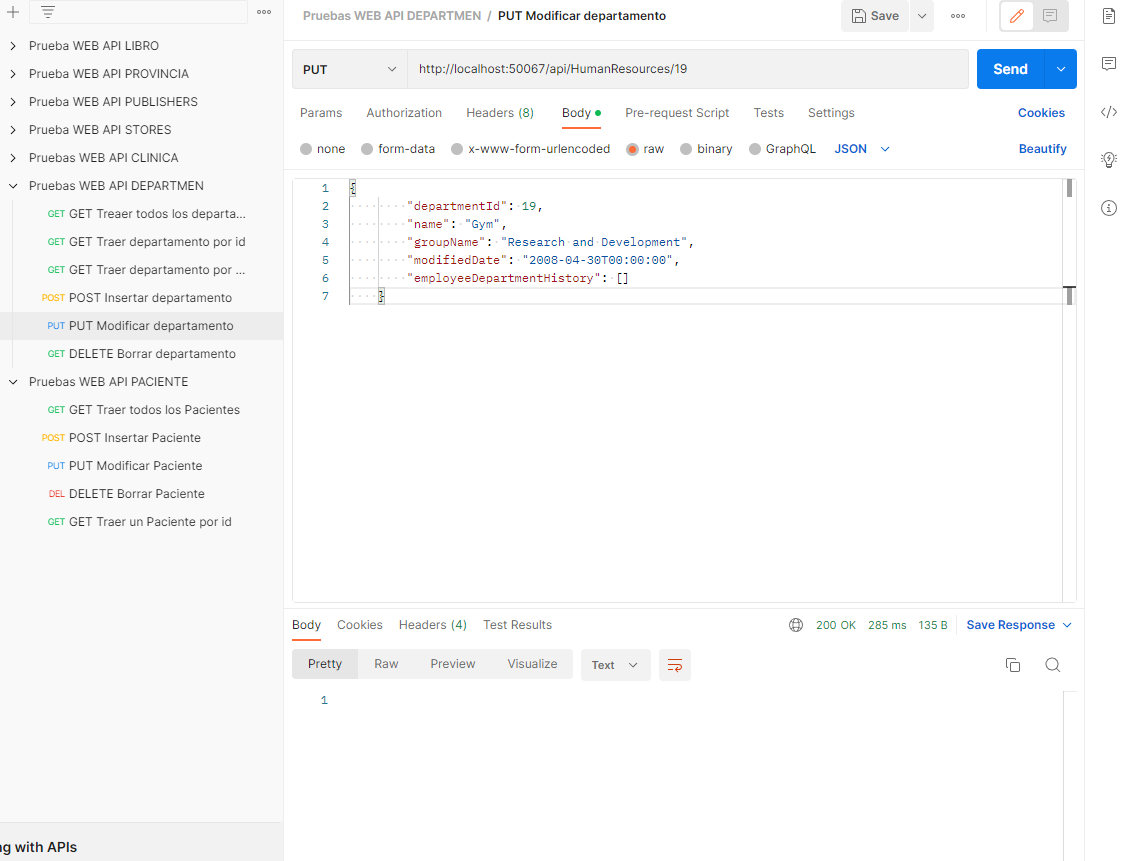 Pruebas WEB API DEPARTMEN / PUT Modificar departamento
Save
Prueba WEB API LIBRO
Prueba WEB API PROVINCIA
Prueba WEB API PUBLISHERS
Prueba WEB API STORES
Pruebas WEB API CLINICA
Pruebas WEB API DEPARTMEN
GET GET Treaer todos los departa...
GET GET Traer departamento por id
GET GET Traer departamento por ...
POST POST Insertar departamento
PUT PUT Modificar departamento
GET DELETE Borrar departamento
Pruebas WEB API PACIENTE
GET GET Traer todos los Pacientes
POST POST Insertar Paciente
PUT PUT Modificar Paciente
DEL DELETE Borrar Paciente
GET GET Traer un Paciente por id
ng with APIs
PUT http://localhost:50067/api/HumanResources/19 Send
Params Authorization Headers (8) Body Pre-request Script Tests Settings Cookies
none form-data x-www-form-urlencoded raw binary GraphQL JSON Beautify
1 {
2 "departmentId": 19,
3 "name": "Gym",
4 "groupName": "Research and Development",
5 "modifiedDate": "2008-04-30T00:00:00",
6 "employeeDepartmentHistory": []
7 }
Body Cookies Headers (4) Test Results 200 OK 285 ms 135 B Save Response
Pretty Raw Preview Visualize Text
1